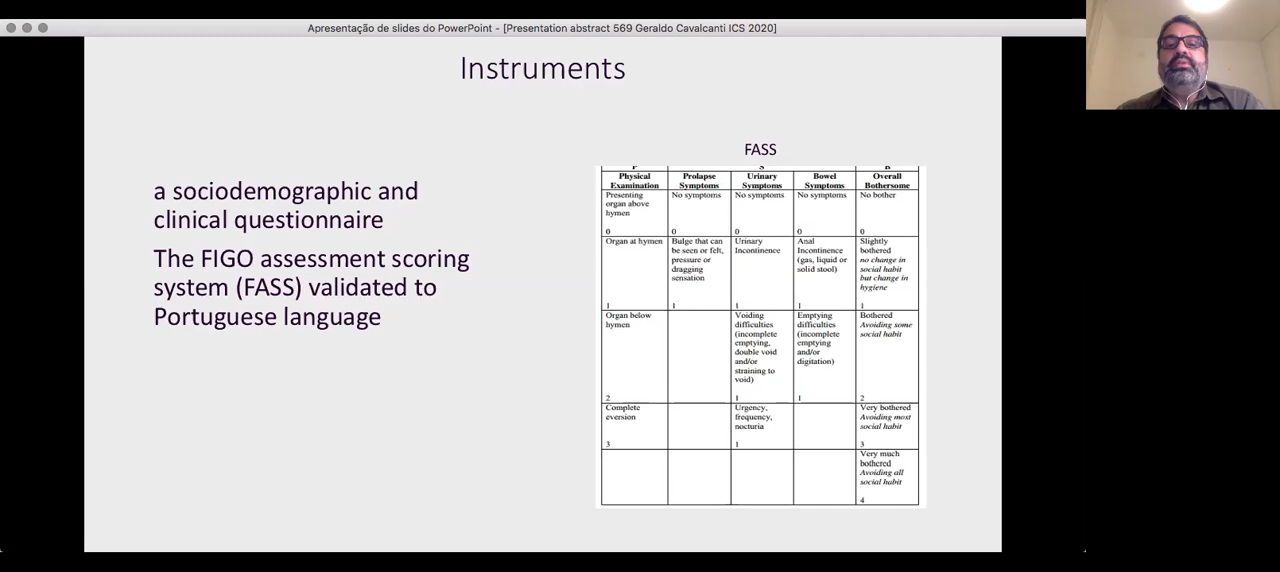 Apresentação de slides do PowerPoint - [Presentation abstract 569 Geraldo Cavalcanti ICS 2020]
Instruments
a sociodemographic and
clinical questionnaire
The FIGO assessment scoring
system (FASS) validated to
Portuguese language
FASS
Physical
Examination
Prolapse
Symptoms
Urinary
Symptoms
Bowel
Symptoms
Overall
Bothersome
Presenting
organ above
hymen
0
No symptoms
0
No symptoms
0
No symptoms
0
No bother
0
Organ at hymen
1
Bulge that can
be seen or felt,
pressure or
dragging
sensation
1
Urinary
Incontinence
1
Anal
Incontinence
(gas, liquid or
solid stool)
1
Slightly
bothered
no change in
social habit
but change in
hygiene
1
Organ below
hymen
2
Voiding
difficulties
(incomplete
emptying,
double void
and/or
straining to
void)
1
Emptying
difficulties
(incomplete
emptying
and/or
digitation)
1
Bothered
Avoiding some
social habit
2
Complete
eversion
3
Urgency,
frequency,
nocturia
1
Very bothered
Avoiding most
social habit
3
Very much
bothered
Avoiding all
social habit
4